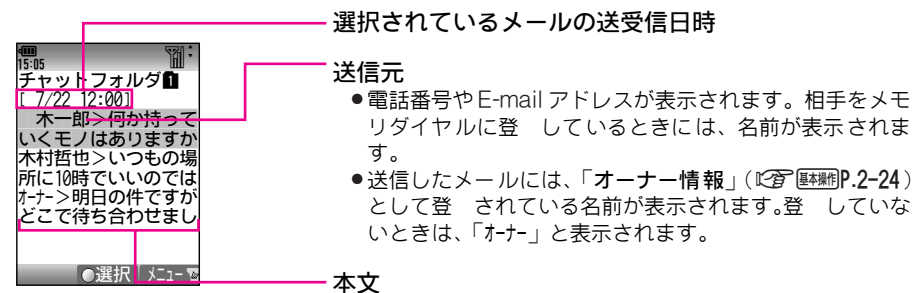 選択されているメールの送受信日時
15:05
チャットフォルダ1
[ 7/22 12:00]
木一郎>何か持って
いくモノはありますか
木村哲也>いつもの場
所に10時でいいのでは
ｵｰﾅｰ>明日の件ですが
どこで待ち合わせまし
選択 ﾒﾆｭｰ
送信元
●電話番号やE-mailアドレスが表示されます。相手をメモ
リダイヤルに登 しているときには、名前が表示されま
す。
●送信したメールには、「オーナー情報」(☞基本操作P.2-24)
として登 されている名前が表示されます。登 していな
いときは、「ｵｰﾅｰ」と表示されます。
本文